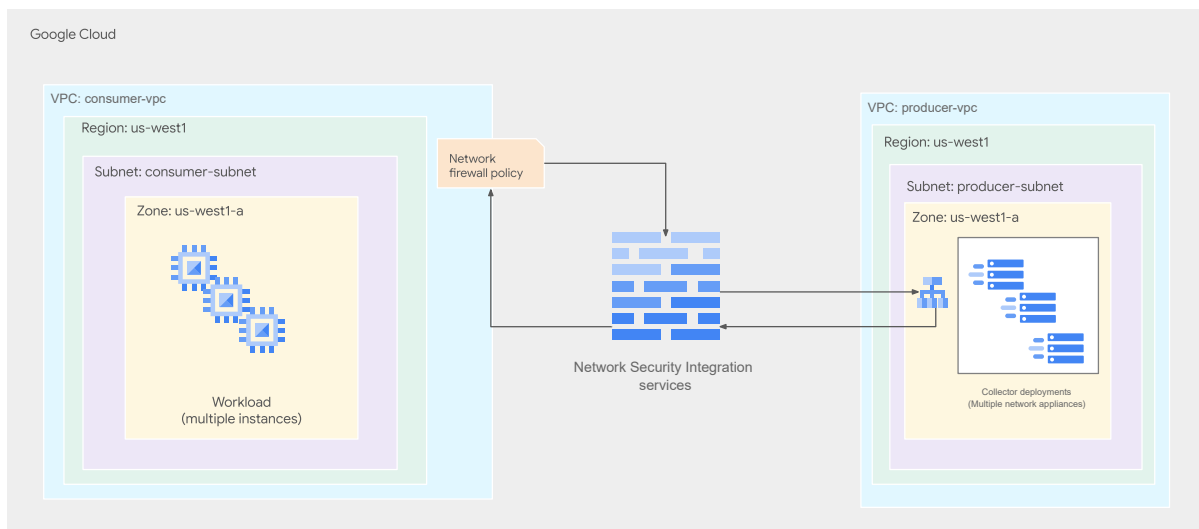 Google Cloud
VPC: consumer-vpc
Region: us-west1
Subnet: consumer-subnet
Zone: us-west1-a
Workload
(multiple instances)
Network
firewall policy
Network Security Integration
services
VPC: producer-vpc
Region: us-west1
Subnet: producer-subnet
Zone: us-west1-a
Collector deployments
(Multiple network appliances)